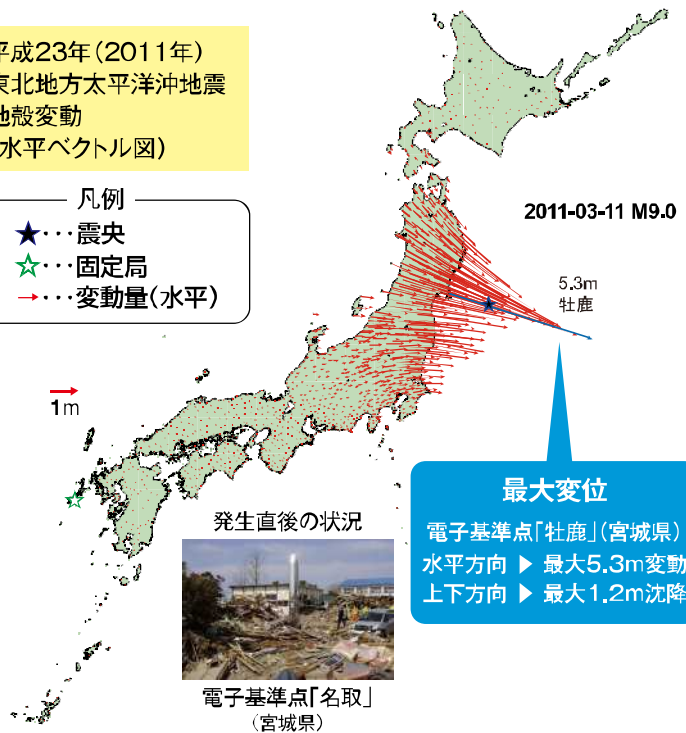 平成23年(2011年)
東北地方太平洋沖地震
地殻変動
水平ベクトル図)
凡例
★･･･震央
☆･･･固定局
→･･･変動量(水平)
2011-03-11 M9.0
5.3m
牡鹿
1m
最大変位
電子基準点「牡鹿」(宮城県)
水平方向 ▶ 最大5.3m変動
上下方向 ▶ 最大1.2m沈降
発生直後の状況
電子基準点「名取」
(宮城県)